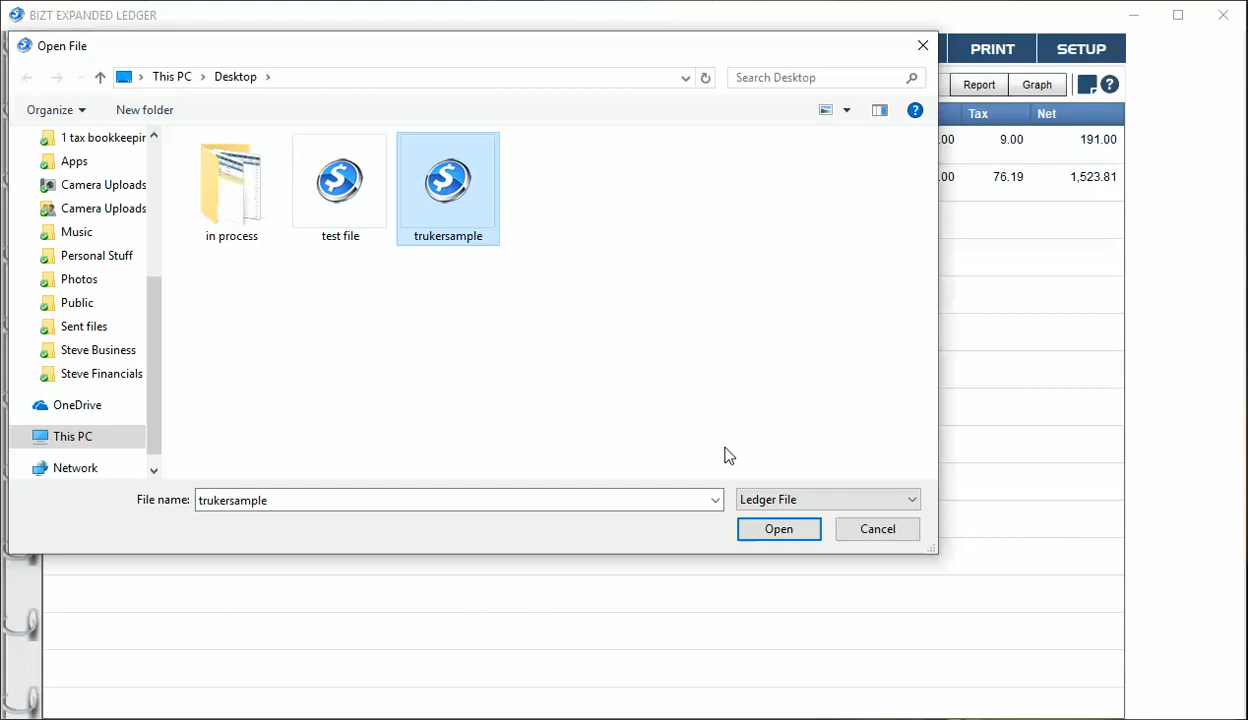 BIZT EXPANDED LEDGER
Open File
PRINT SETUP
This PC Desktop
Search Desktop
Report Graph
Organize New folder
Tax Net
.00 9.00 191.00
.00 76.19 1,523.81
1 tax bookkeepin
Apps
Camera Uploads
Camera Uploads
Music
Personal Stuff
Photos
Public
Sent files
Steve Business
Steve Financials
OneDrive
This PC
Network
in process test file trukersample
File name: trukersample Ledger File
Open Cancel